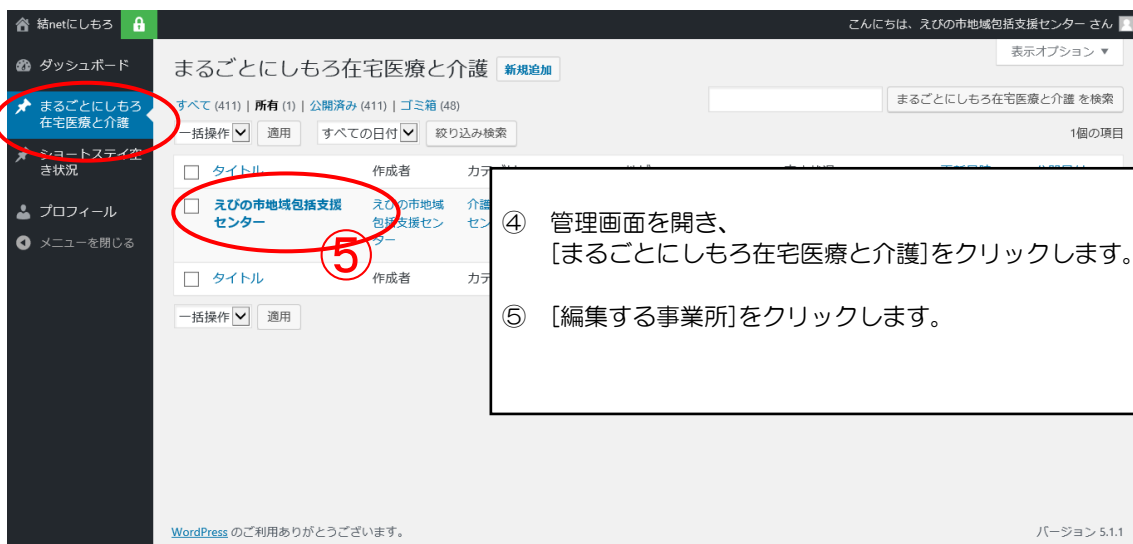 結netにしもろ
こんにちは、えびの市地域包括支援センター さん
ダッシュボード
まるごとにしもろ
在宅医療と介護
ショートステイ空
き状況
プロフィール
メニューを閉じる
表示オプション ▼
まるごとにしもろ在宅医療と介護 新規追加
すべて (411) | 所有 (1) | 公開済み (411) | ゴミ箱 (48)
まるごとにしもろ在宅医療と介護 を検索
一括操作 適用 すべての日付 絞り込み検索
1個の項目
タイトル 作成者
えびの市地域包括支援
センター
えびの市地域
包括支援セン
ター
介護
セン
⑤
タイトル 作成者
一括操作 適用
④ 管理画面を開き、
[まるごとにしもろ在宅医療と介護]をクリックします。
⑤ [編集する事業所]をクリックします。
WordPress のご利用ありがとうございます。
バージョン 5.1.1